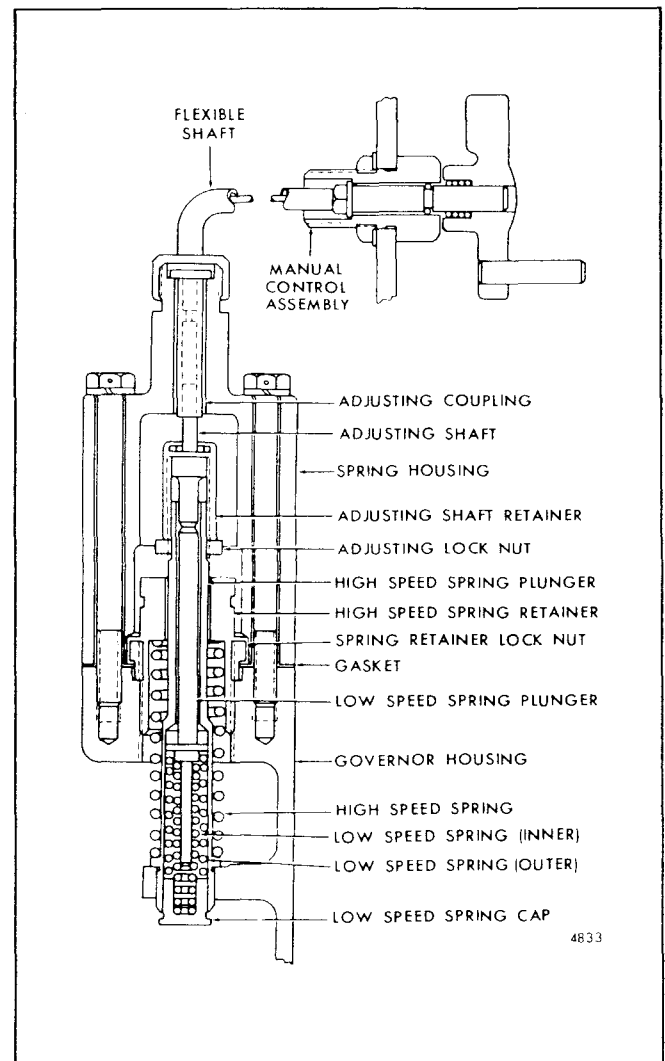 FLEXIBLE
SHAFT
MANUAL
CONTROL
ASSEMBLY
ADJUSTING COUPLING
ADJUSTING SHAFT
SPRING HOUSING
ADJUSTING SHAFT RETAINER
ADJUSTING LOCK NUT
HIGH SPEED SPRING PLUNGER
HIGH SPEED SPRING RETAINER
SPRING RETAINER LOCK NUT
GASKET
LOW SPEED SPRING PLUNGER
GOVERNOR HOUSING
HIGH SPEED SPRING
LOW SPEED SPRING (INNER)
LOW SPEED SPRING (OUTER)
LOW SPEED SPRING CAP
4833